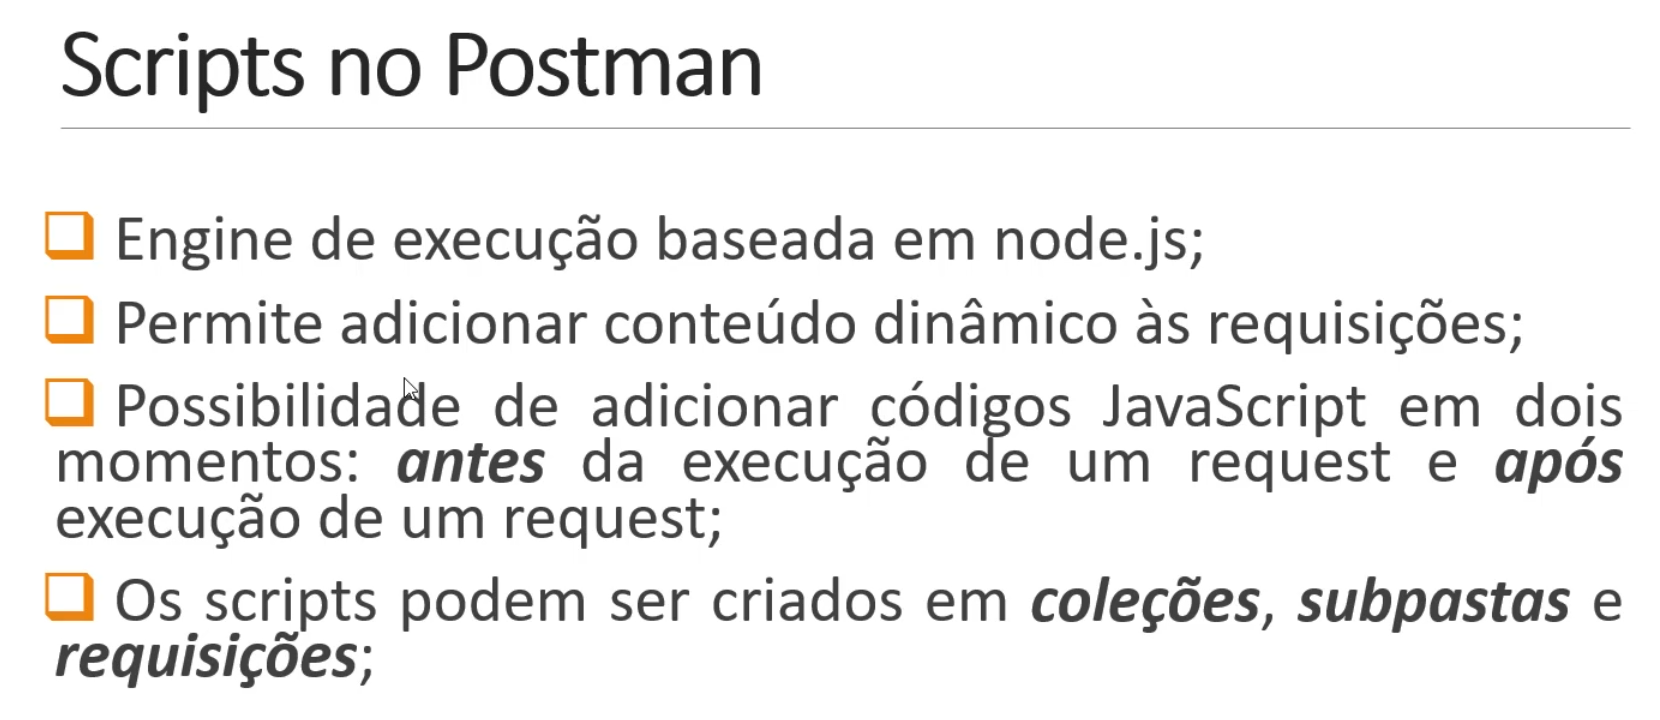 Scripts no Postman
Engine de execução baseada em node.js;
Permite adicionar conteúdo dinâmico às requisições;
Possibilidade de adicionar códigos JavaScript em dois
momentos: antes da execução de um request e após
execução de um request;
Os scripts podem ser criados em coleções, subpastas e
requisições;